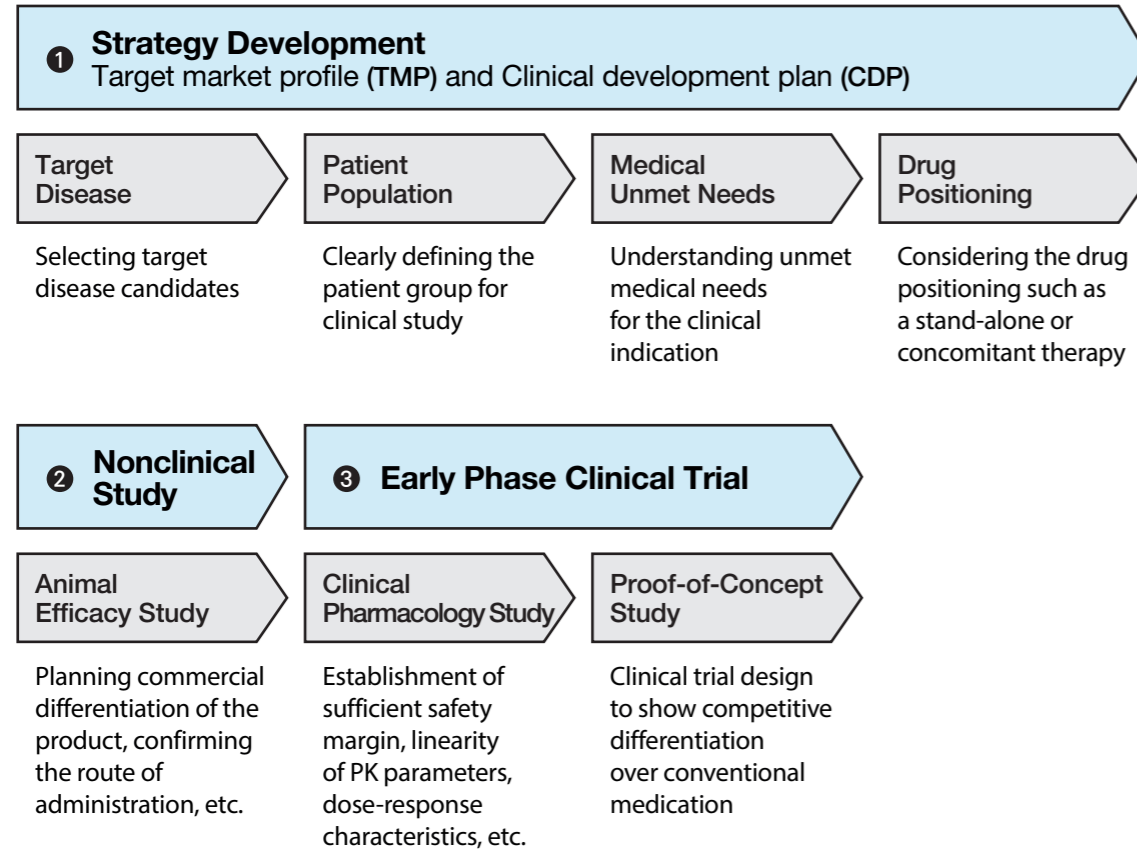 ❶ Strategy Development
Target market profile (TMP) and Clinical development plan (CDP)
Target
Disease
Selecting target
disease candidates
Patient
Population
Clearly defining the
patient group for
clinical study
Medical
Unmet Needs
Understanding unmet
medical needs
for the clinical
indication
Drug
Positioning
Considering the drug
positioning such as
a stand-alone or
concomitant therapy
❷ Nonclinical
Study
Animal
Efficacy Study
Planning commercial
differentiation of the
product, confirming
the route of
administration, etc.
❸ Early Phase Clinical Trial
Clinical
Pharmacology Study
Establishment of
sufficient safety
margin, linearity
of PK parameters,
dose-response
characteristics, etc.
Proof-of-Concept
Study
Clinical trial design
to show competitive
differentiation
over conventional
medication